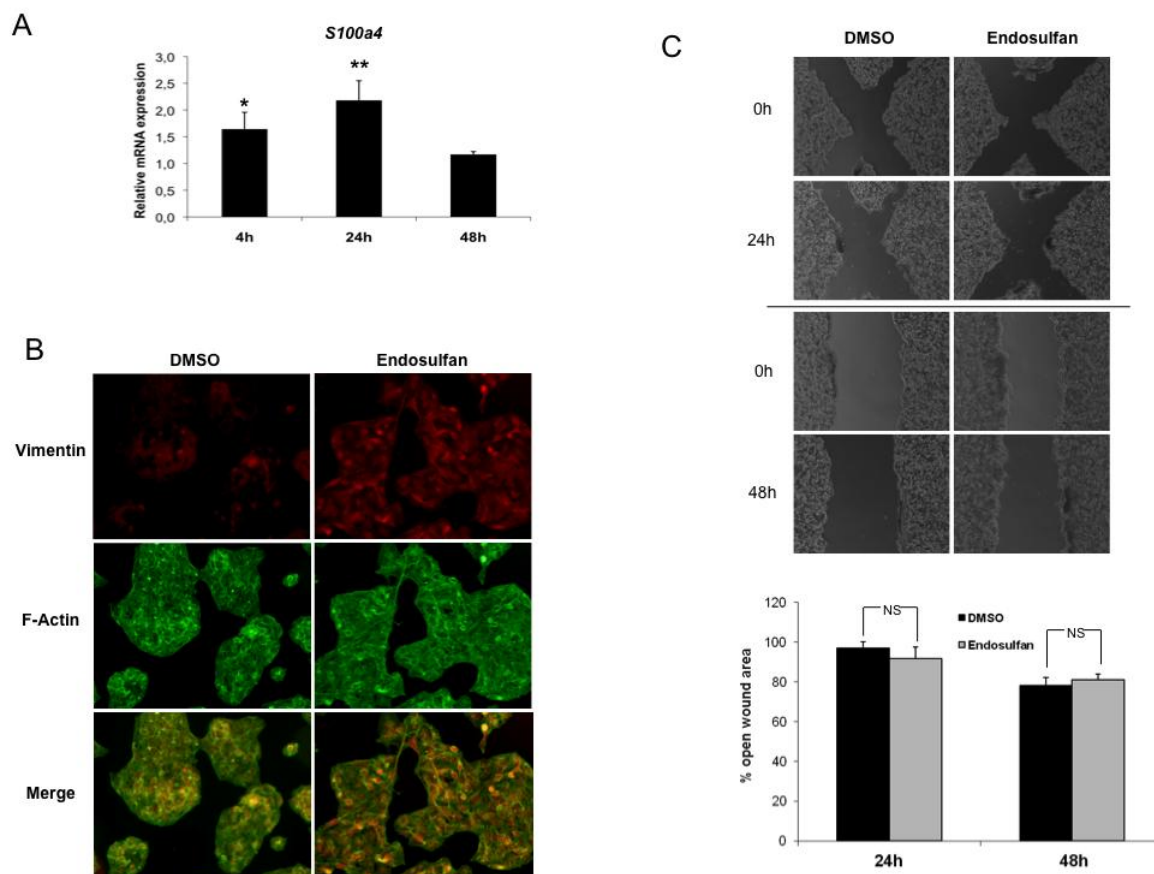 A
S100a4
Relative mRNA expression
3,0
2,5
2,0
1,5
1,0
0,5
0,0
*
**
4h
24h
48h
B
DMSO
Endosulfan
Vimentin
F-Actin
Merge
C
DMSO
Endosulfan
0h
24h
0h
48h
% open wound area
120
100
80
60
40
20
0
NS
NS
DMSO
Endosulfan
24h
48h